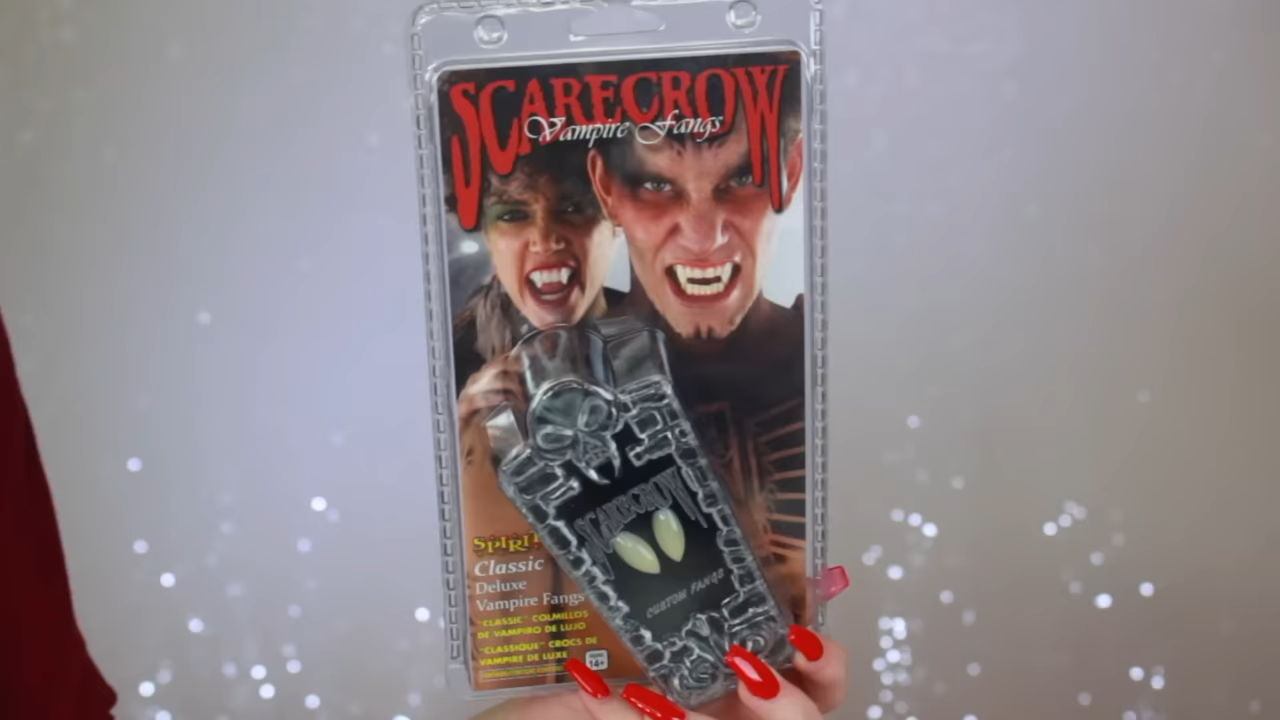 SCARECROW
Vampire Fangs
SCARECROW
CUSTOM FANGS
SPIRIT
Classic
Deluxe
Vampire Fangs
"CLASSIC" COLMILLOS
DE VAMPIRO DE LUJO
"CLASSIQUE" CROCS DE
VAMPIRE DE LUXE
AGES
14+